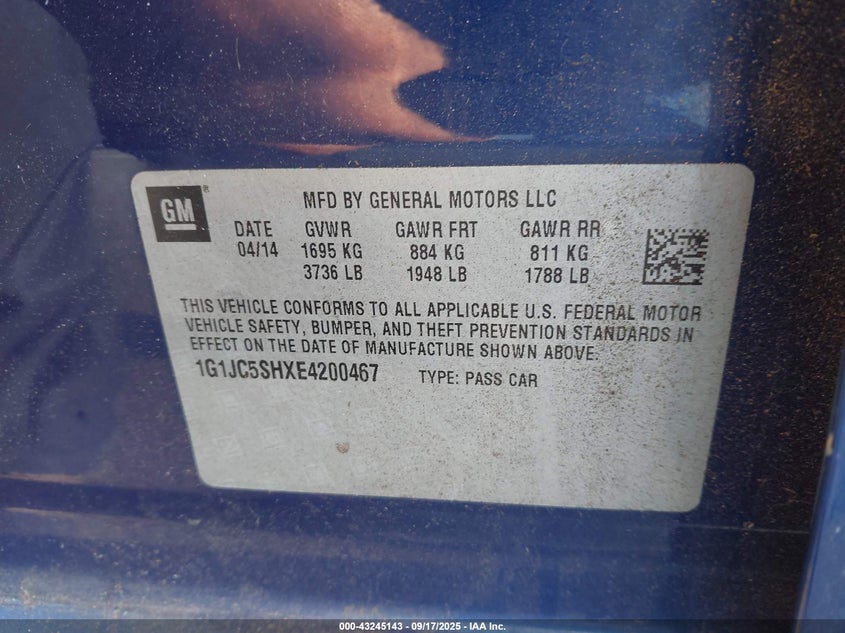 GM
MFD BY GENERAL MOTORS LLC
DATE GVWR GAWR FRT GAWR RR
04/14 1695 KG 884 KG 811 KG
3736 LB 1948 LB 1788 LB
THIS VEHICLE CONFORMS TO ALL APPLICABLE U.S. FEDERAL MOTOR
VEHICLE SAFETY, BUMPER, AND THEFT PREVENTION STANDARDS IN
EFFECT ON THE DATE OF MANUFACTURE SHOWN ABOVE.
1G1JC5SHXE4200467 TYPE: PASS CAR
000-43245143 - 09/17/2025 - IAA Inc.